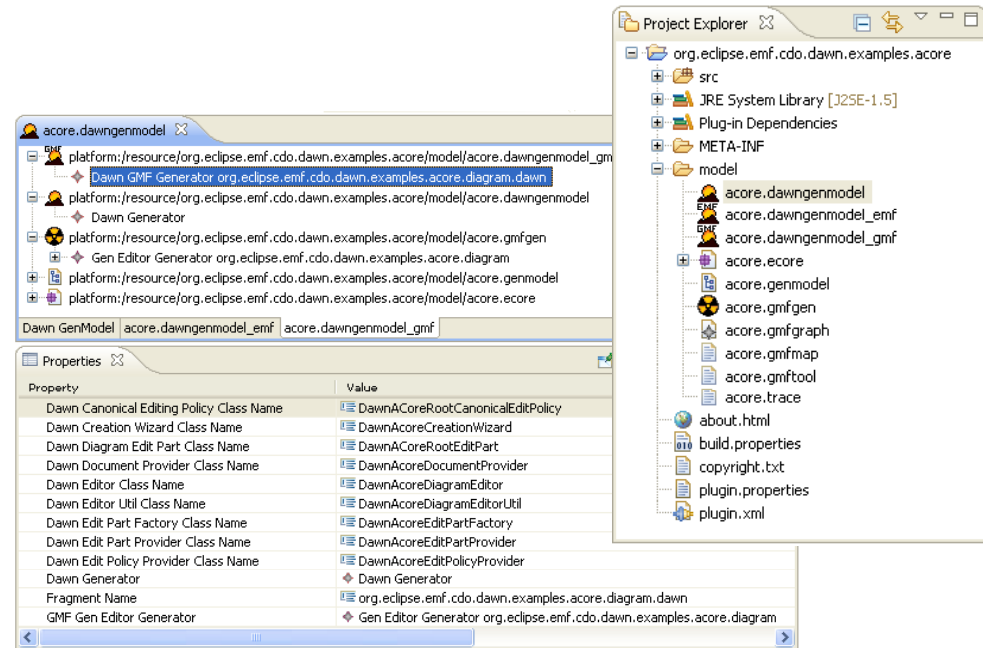 Project Explorer
org.eclipse.emf.cdo.dawn.examples.acore
src
JRE System Library [J2SE-1.5]
Plug-in Dependencies
META-INF
model
acore.dawngenmodel
EMF
acore.dawngenmodel_emf
GMF
acore.dawngenmodel_gmf
acore.ecore
acore.genmodel
acore.gmfgen
acore.gmfgraph
acore.gmfmap
acore.gmftool
acore.trace
about.html
010
build.properties
copyright.txt
plugin.properties
plugin.xml
acore.dawngenmodel
GMF
platform:/resource/org.eclipse.emf.cdo.dawn.examples.acore/model/acore.dawngenmodel_gm
Dawn GMF Generator org.eclipse.emf.cdo.dawn.examples.acore.diagram.dawn
platform:/resource/org.eclipse.emf.cdo.dawn.examples.acore/model/acore.dawngenmodel
Dawn Generator
platform:/resource/org.eclipse.emf.cdo.dawn.examples.acore/model/acore.gmfgen
Gen Editor Generator org.eclipse.emf.cdo.dawn.examples.acore.diagram
platform:/resource/org.eclipse.emf.cdo.dawn.examples.acore/model/acore.genmodel
platform:/resource/org.eclipse.emf.cdo.dawn.examples.acore/model/acore.ecore
Dawn GenModel acore.dawngenmodel_emf acore.dawngenmodel_gmf
Properties
Property Value
Dawn Canonical Editing Policy Class Name DawnACoreRootCanonicalEditPolicy
Dawn Creation Wizard Class Name DawnAcoreCreationWizard
Dawn Diagram Edit Part Class Name DawnACoreRootEditPart
Dawn Document Provider Class Name DawnAcoreDocumentProvider
Dawn Editor Class Name DawnAcoreDiagramEditor
Dawn Editor Util Class Name DawnAcoreDiagramEditorUtil
Dawn Edit Part Factory Class Name DawnAcoreEditPartFactory
Dawn Edit Part Provider Class Name DawnAcoreEditPartProvider
Dawn Edit Policy Provider Class Name DawnAcoreEditPolicyProvider
Dawn Generator Dawn Generator
Fragment Name org.eclipse.emf.cdo.dawn.examples.acore.diagram.dawn
GMF Gen Editor Generator Gen Editor Generator org.eclipse.emf.cdo.dawn.examples.acore.diagram